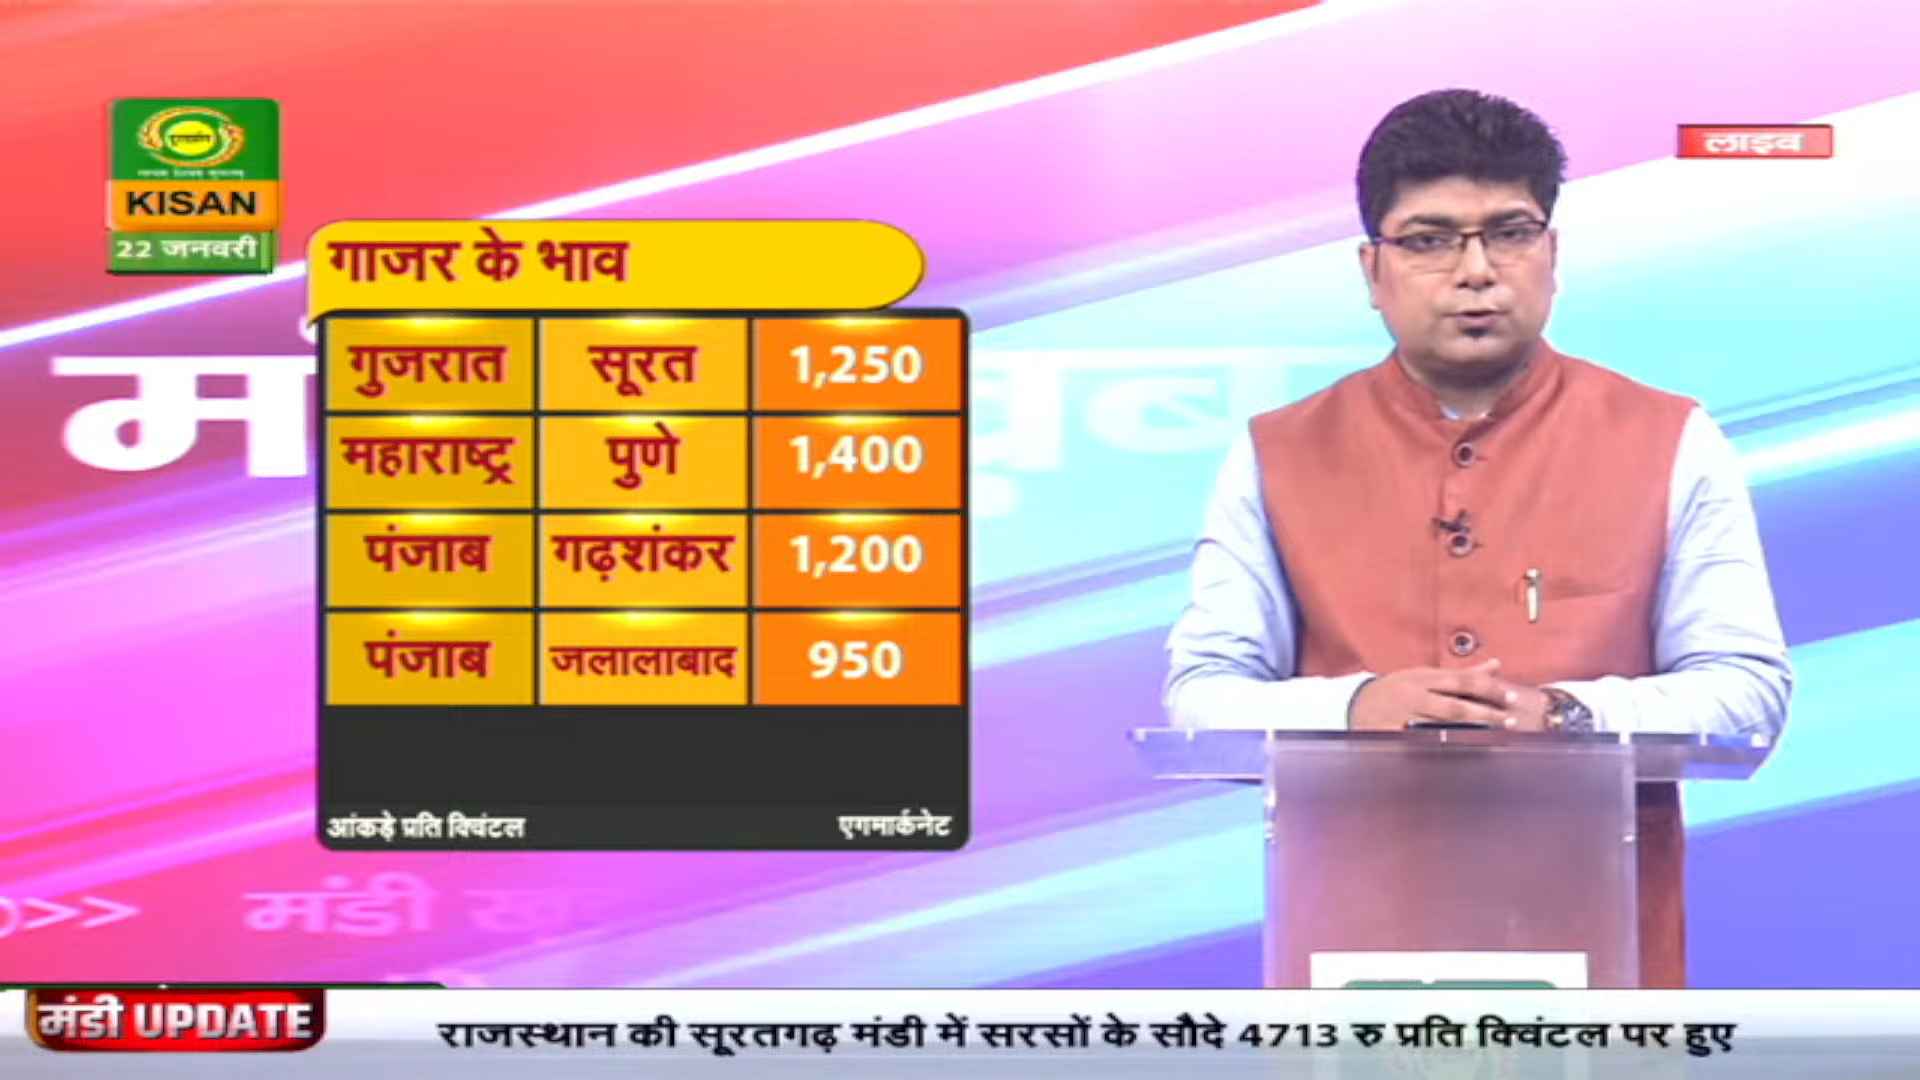 KISAN
22 जनवरी
लाइव
गाजर के भाव
गुजरात सूरत 1,250
महाराष्ट्र पुणे 1,400
पंजाब गढ़शंकर 1,200
पंजाब जलालाबाद 950
आंकड़े प्रति क्विंटल एगमार्कनेट
मंडी
मंडी UPDATE
राजस्थान की सूरतगढ़ मंडी में सरसों के सौदे 4713 रु प्रति क्विंटल पर हुए